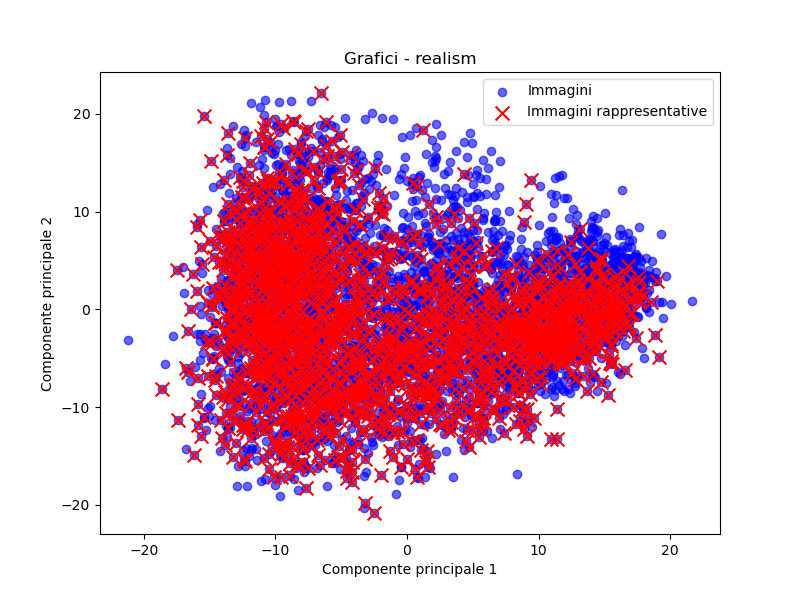 Grafici - realism
Immagini
Immagini rappresentative
Componente principale 2
20
10
0
−10
−20
−20
−10
0
10
20
Componente principale 1